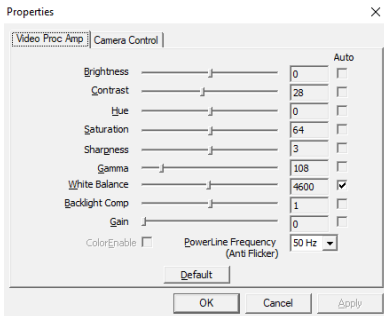 Properties
Video Proc Amp Camera Control
Auto
Brightness 0
Contrast 28
Hue 0
Saturation 64
Sharpness 3
Gamma 108
White Balance 4600
Backlight Comp 1
Gain 0
ColorEnable PowerLine Frequency 50 Hz
(Anti Flicker)
Default
OK Cancel Apply